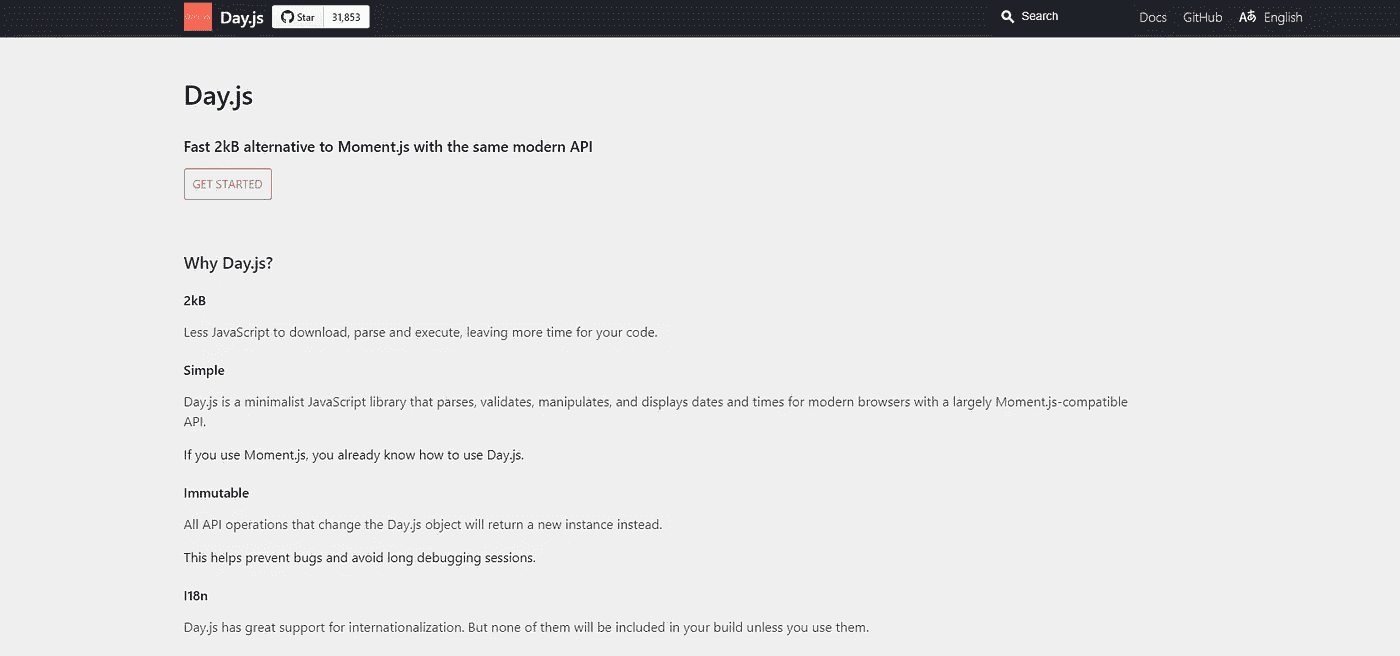 Day.js Star 31,853 Search Docs GitHub Aあ English
Day.js
Fast 2kB alternative to Moment.js with the same modern API
GET STARTED
Why Day.js?
2kB
Less JavaScript to download, parse and execute, leaving more time for your code.
Simple
Day.js is a minimalist JavaScript library that parses, validates, manipulates, and displays dates and times for modern browsers with a largely Moment.js-compatible
API.
If you use Moment.js, you already know how to use Day.js.
Immutable
All API operations that change the Day.js object will return a new instance instead.
This helps prevent bugs and avoid long debugging sessions.
I18n
Day.js has great support for internationalization. But none of them will be included in your build unless you use them.